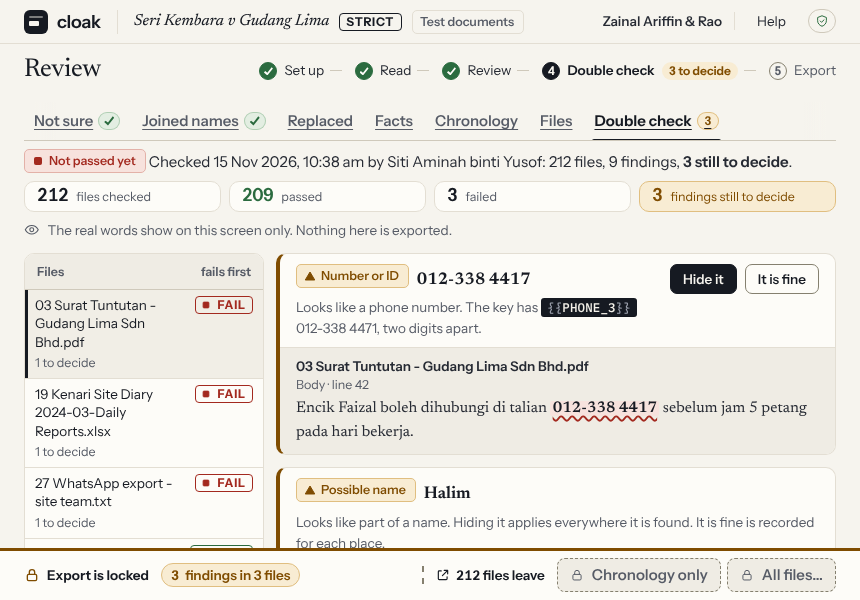 cloak
Seri Kembara v Gudang Lima STRICT Test documents Zainal Ariffin & Rao Help
Review
Set up Read Review 4 Double check 3 to decide 5 Export
Not sure Joined names Replaced Facts Chronology Files Double check 3
Not passed yet Checked 15 Nov 2026, 10:38 am by Siti Aminah binti Yusof: 212 files, 9 findings, 3 still to decide.
212 files checked 209 passed 3 failed 3 findings still to decide
The real words show on this screen only. Nothing here is exported.
Files fails first
03 Surat Tuntutan -
Gudang Lima Sdn
Bhd.pdf
FAIL
1 to decide
19 Kenari Site Diary
2024-03-Daily
Reports.xlsx
FAIL
1 to decide
27 WhatsApp export -
site team.txt
FAIL
1 to decide
Number or ID 012-338 4417 Hide it It is fine
Looks like a phone number. The key has {{PHONE_3}}
012-338 4471, two digits apart.
03 Surat Tuntutan - Gudang Lima Sdn Bhd.pdf
Body · line 42
Encik Faizal boleh dihubungi di talian 012-338 4417 sebelum jam 5 petang
pada hari bekerja.
Possible name Halim
Looks like part of a name. Hiding it applies everywhere it is found. It is fine is recorded
for each place.
Export is locked 3 findings in 3 files 212 files leave Chronology only All files…